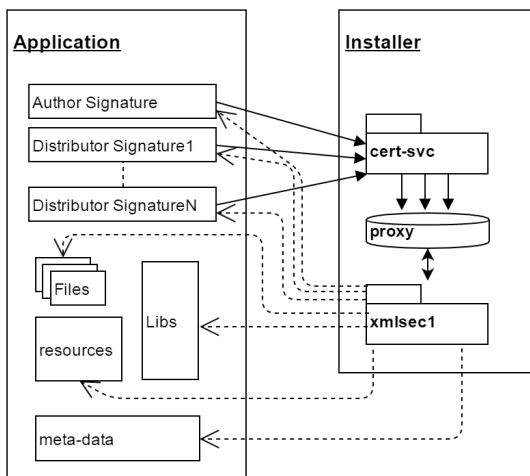 Application
Author Signature
Distributor Signature1
Distributor SignatureN
Files
Libs
resources
meta-data
Installer
cert-svc
proxy
xmlsec1